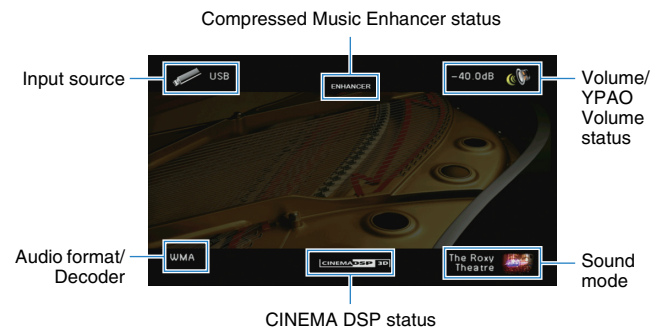 Compressed Music Enhancer status
Input source
USB
ENHANCER
-40.0dB
Volume/
YPAO
Volume
status
Audio format/
Decoder
WMA
CINEMA DSP 3D
The Roxy
Theatre
Sound
mode
CINEMA DSP status